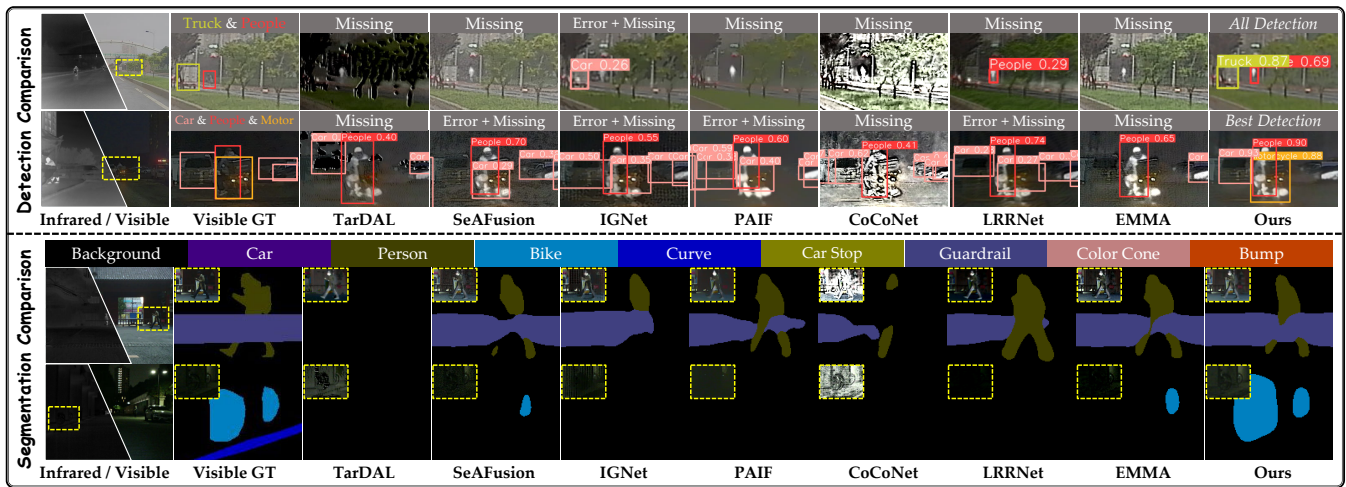 Detection Comparison
Truck & People
Missing
Missing
Error + Missing
Missing
Missing
Missing
Missing
All Detection
Car 0.26
People 0.29
Truck 0.87
e 0.69
Car & People & Motor
Missing
Error + Missing
Error + Missing
Error + Missing
Missing
Error + Missing
Missing
Best Detection
People 0.40
People 0.70
People 0.55
People 0.60
People 0.41
People 0.74
People 0.65
People 0.90
Infrared / Visible
Visible GT
TarDAL
SeAFusion
IGNet
PAIF
CoCoNet
LRRNet
EMMA
Ours
Segmentation Comparison
Background
Car
Person
Bike
Curve
Car Stop
Guardrail
Color Cone
Bump
Infrared / Visible
Visible GT
TarDAL
SeAFusion
IGNet
PAIF
CoCoNet
LRRNet
EMMA
Ours